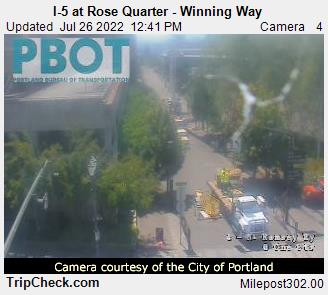 I-5 at Rose Quarter - Winning Way
Updated Jul 26 2022 12:41 PM Camera 4
PBOT
PORTLAND BUREAU OF TRANSPORTATION
Camera courtesy of the City of Portland
TripCheck.com Milepost302.00